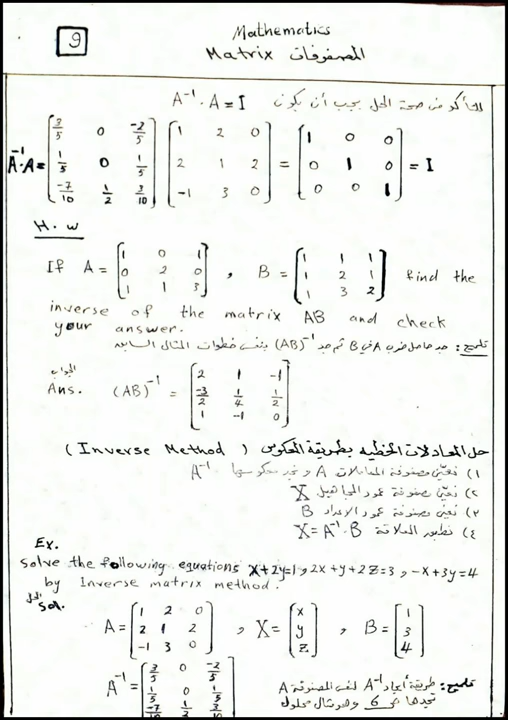 9
Mathematics
Matrix المصفوفات
للتأكد من صحة الحل يجب أن يكون A⁻¹ . A = I
A⁻¹.A = [3/5 0 -2/5; 1/5 0 1/5; -7/10 1/2 3/10] [1 2 0; 2 1 2; -1 3 0] = [1 0 0; 0 1 0; 0 0 1] = I
H.w
If A = [1 0 1; 0 2 0; 1 1 3] , B = [1 1 1; 1 2 1; 1 3 2] find the
inverse of the matrix AB and check
your answer.
تلميح: جد حاصل ضرب A في B ثم جد (AB)⁻¹ بنفس خطوات المثال السابق
الجواب
Ans. (AB)⁻¹ = [2 1 -1; -3/2 1/4 1/2; 1 -1 0]
حل المعادلات الخطيه بطريقة المعكوس (Inverse Method)
١) نعيّن مصفوفة المعاملات A و نجد معكوسها A⁻¹
٢) نعيّن مصفوفة عمود المجاهيل X
٣) نعيّن مصفوفة عمود الاعداد B
٤) نطبق العلاقة X = A⁻¹ . B
Ex.
Solve the following equations x+2y=1, 2x+y+2z=3, -x+3y=4
by Inverse matrix method.
الحل
Sol.
A = [1 2 0; 2 1 2; -1 3 0] , X = [x; y; z] , B = [1; 3; 4]
A⁻¹ = [3/5 0 -2/5; 1/5 0 1/5; -7/10 1/2 3/10]
تلميح: طريقة أيجاد A⁻¹ لنفس المصفوفة A
تجدها في 6 وهو مثال محلول